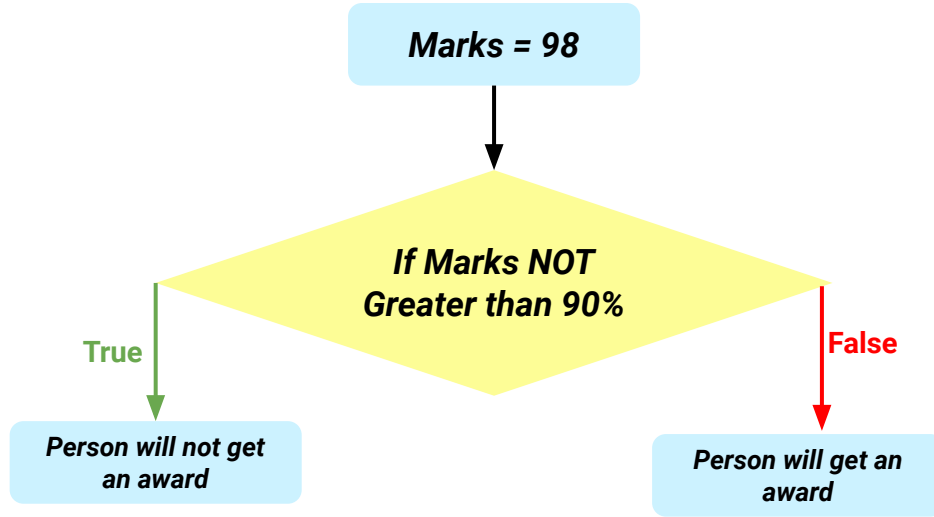 Marks = 98
If Marks NOT
Greater than 90%
True
False
Person will not get
an award
Person will get an
award